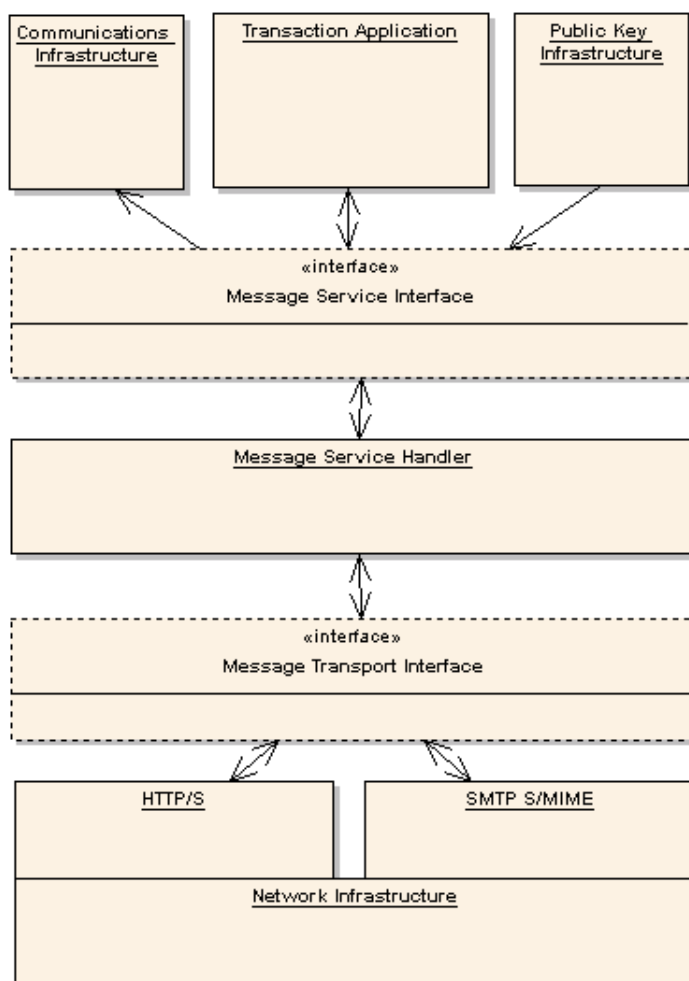 Communications
Infrastructure
Transaction Application
Public Key
Infrastructure
«interface»
Message Service Interface
Message Service Handler
«interface»
Message Transport Interface
HTTP/S
SMTP S/MIME
Network Infrastructure